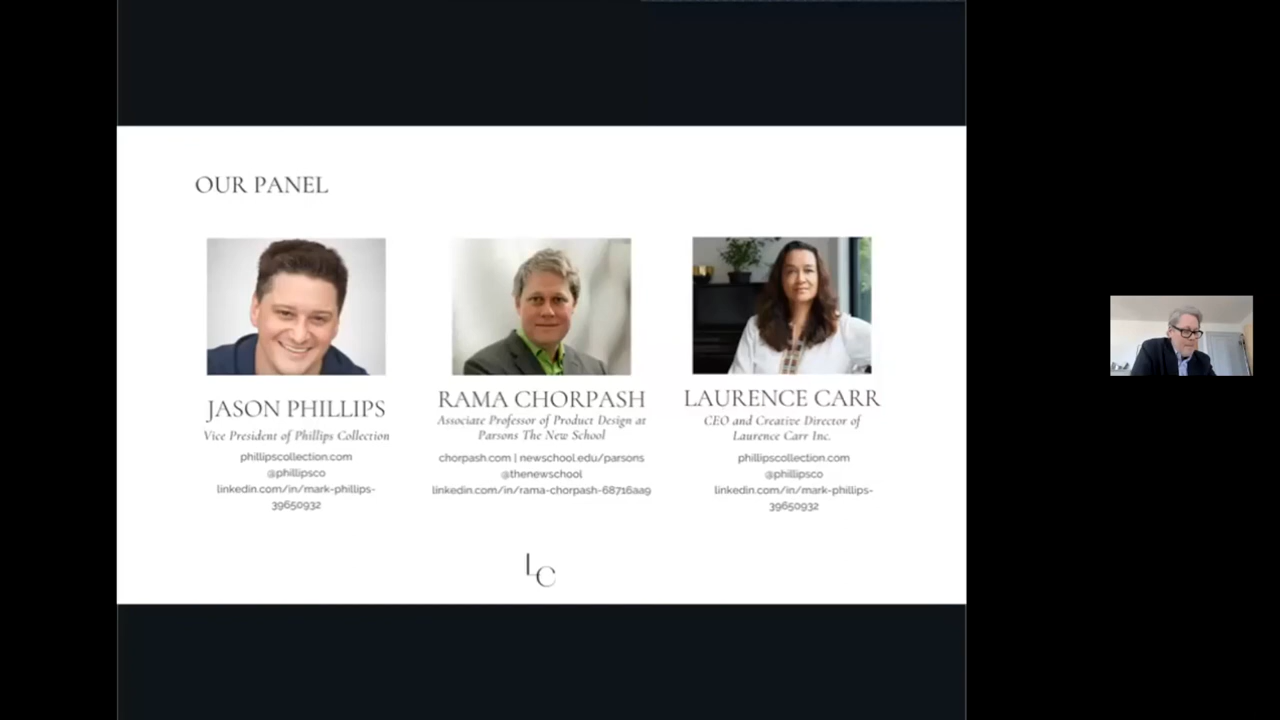 OUR PANEL
JASON PHILLIPS
Vice President of Phillips Collection
phillipscollection.com
@phillipsco
linkedin.com/in/mark-phillips-
39650932
RAMA CHORPASH
Associate Professor of Product Design at
Parsons The New School
chorpash.com | newschool.edu/parsons
@thenewschool
linkedin.com/in/rama-chorpash-68716aa9
LAURENCE CARR
CEO and Creative Director of
Laurence Carr Inc.
phillipscollection.com
@phillipsco
linkedin.com/in/mark-phillips-
39650932
LC